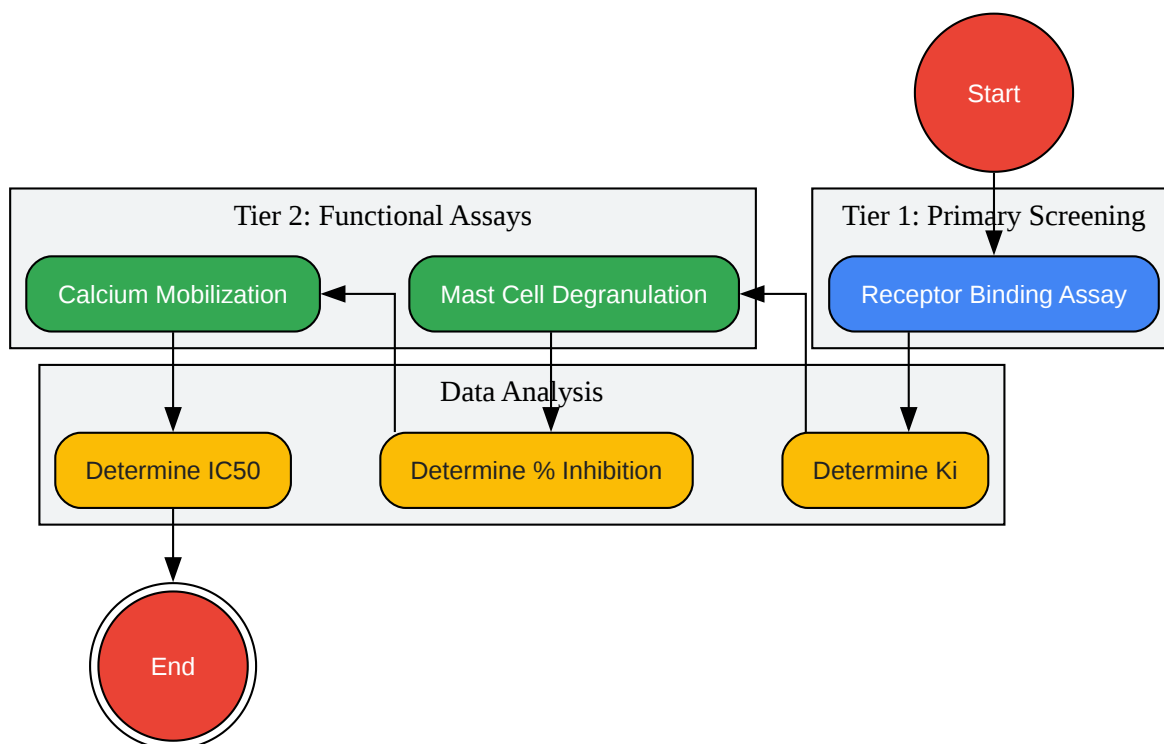 Start
Tier 2: Functional Assays
Tier 1: Primary Screening
Calcium Mobilization
Mast Cell Degranulation
Receptor Binding Assay
Data Analysis
Determine IC50
Determine % Inhibition
Determine Ki
End